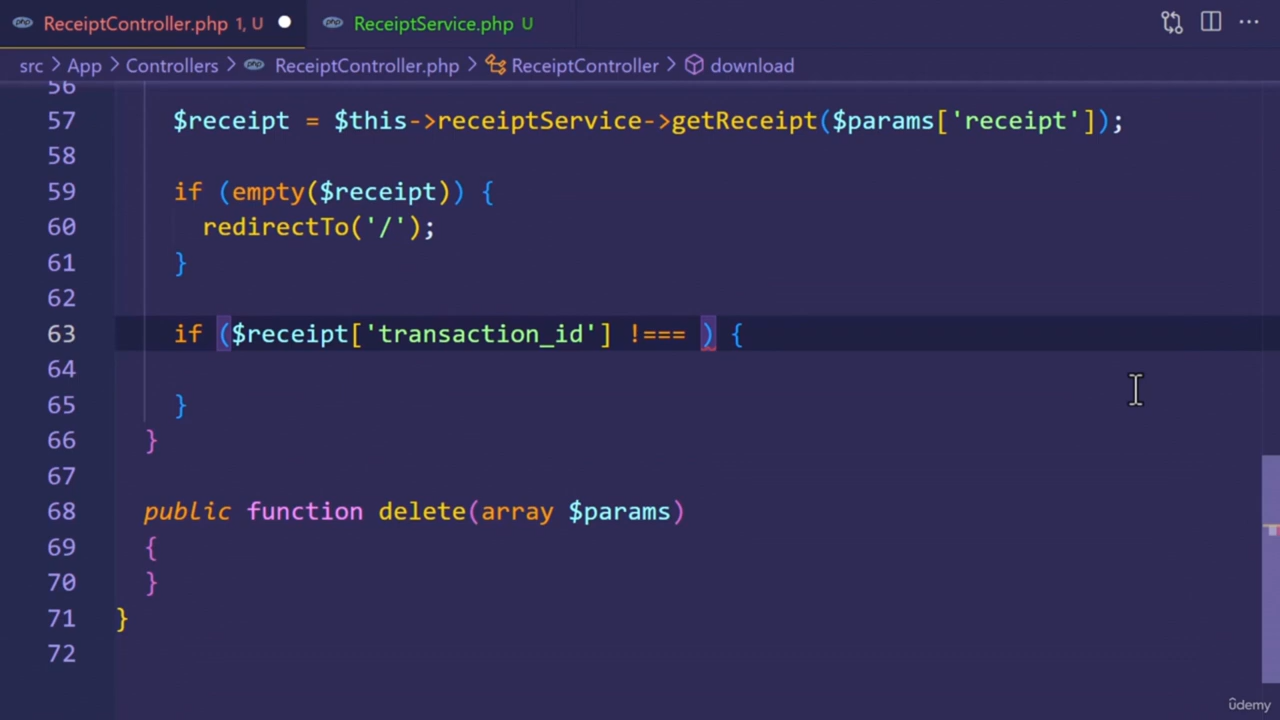 ReceiptController.php 1, U
ReceiptService.php U
src > App > Controllers > ReceiptController.php > ReceiptController > download
56
57 $receipt = $this->receiptService->getReceipt($params['receipt']);
58
59 if (empty($receipt)) {
60 redirectTo('/');
61 }
62
63 if ($receipt['transaction_id'] !=== ) {
64
65 }
66 }
67
68 public function delete(array $params)
69 {
70 }
71 }
72
ûdemy